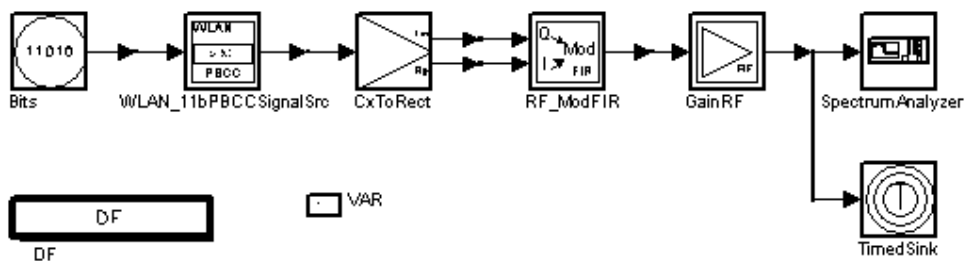 11010
Bits
WLAN
PBCC
WLAN_11bPBCCSignalSrc
CxToRect
Q
I
Mod
FIR
RF_ModFIR
RF
GainRF
SpectrumAnalyzer
T
TimedSink
DF
DF
VAR